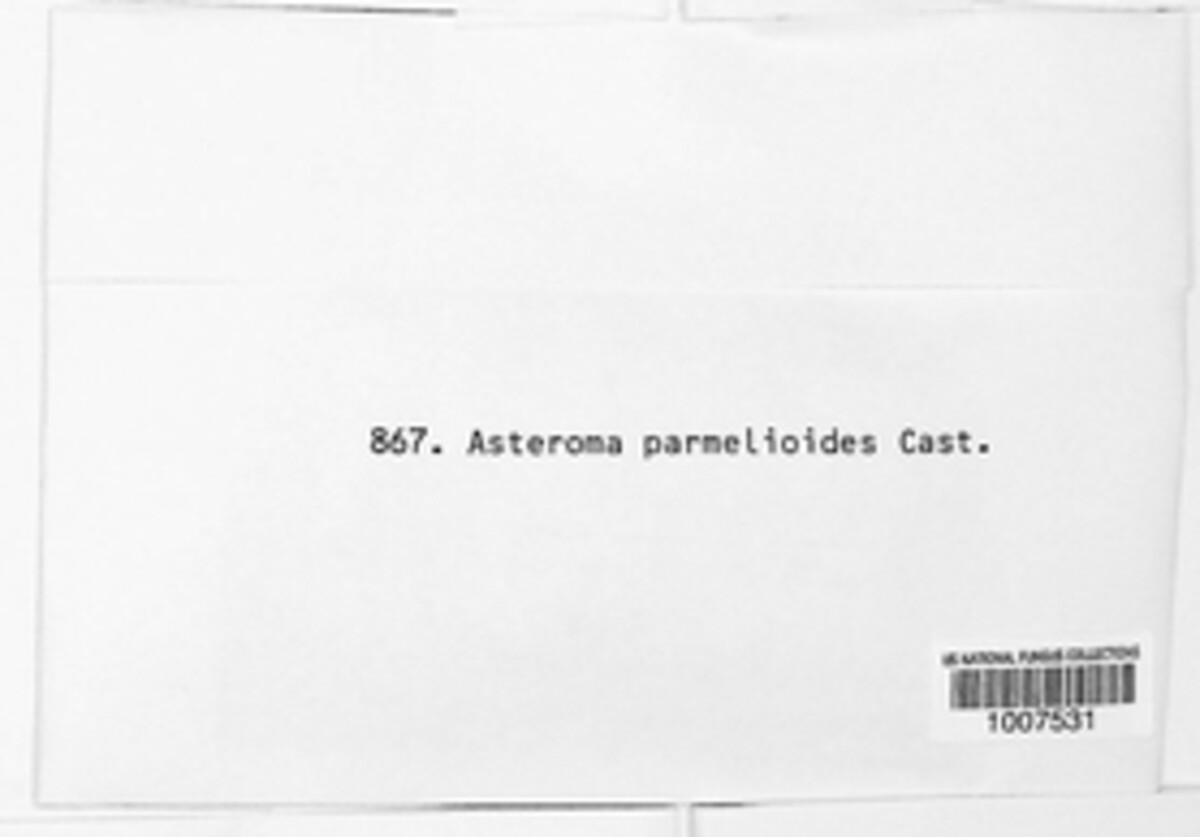 867. Asteroma parmelioides Cast.
US NATIONAL FUNGUS COLLECTIONS
1007531